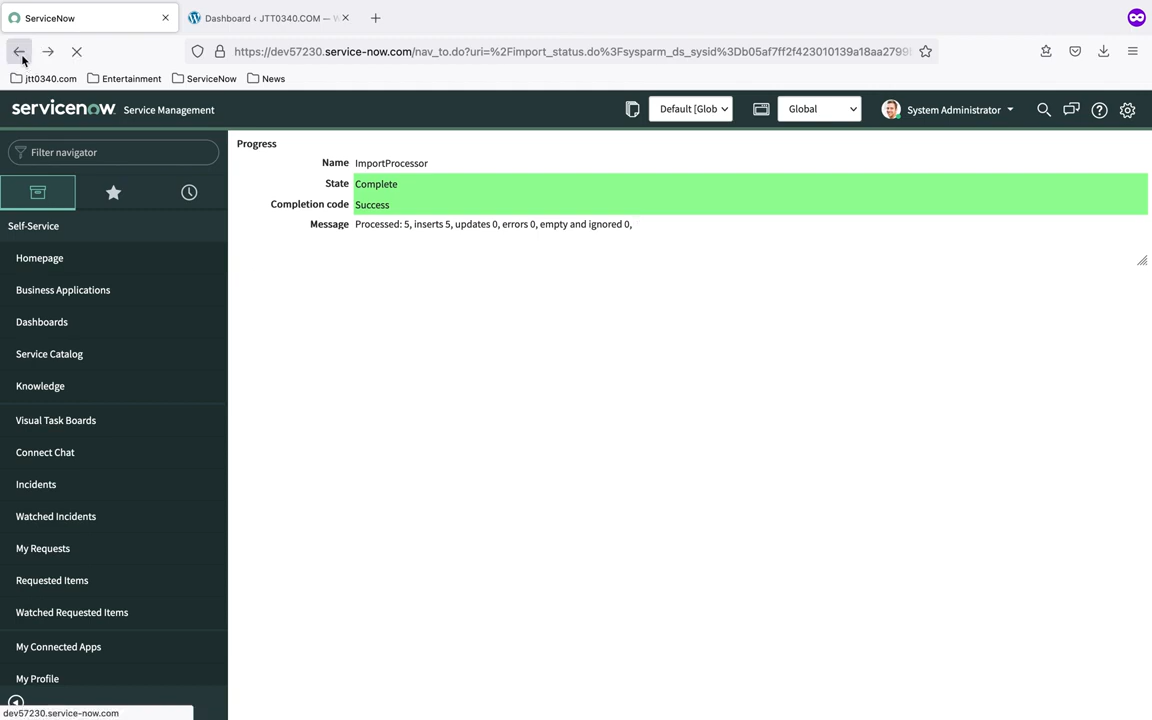 ServiceNow
Dashboard ‹ JTT0340.COM — W
https://dev57230.service-now.com/nav_to.do?uri=%2Fimport_status.do%3Fsysparm_ds_sysid%3Db05af7ff2f423010139a18aa2799
jtt0340.com
Entertainment
ServiceNow
News
servicenow Service Management
Default [Glob
Global
System Administrator
Filter navigator
Self-Service
Homepage
Business Applications
Dashboards
Service Catalog
Knowledge
Visual Task Boards
Connect Chat
Incidents
Watched Incidents
My Requests
Requested Items
Watched Requested Items
My Connected Apps
My Profile
Progress
Name ImportProcessor
State Complete
Completion code Success
Message Processed: 5, inserts 5, updates 0, errors 0, empty and ignored 0,
dev57230.service-now.com